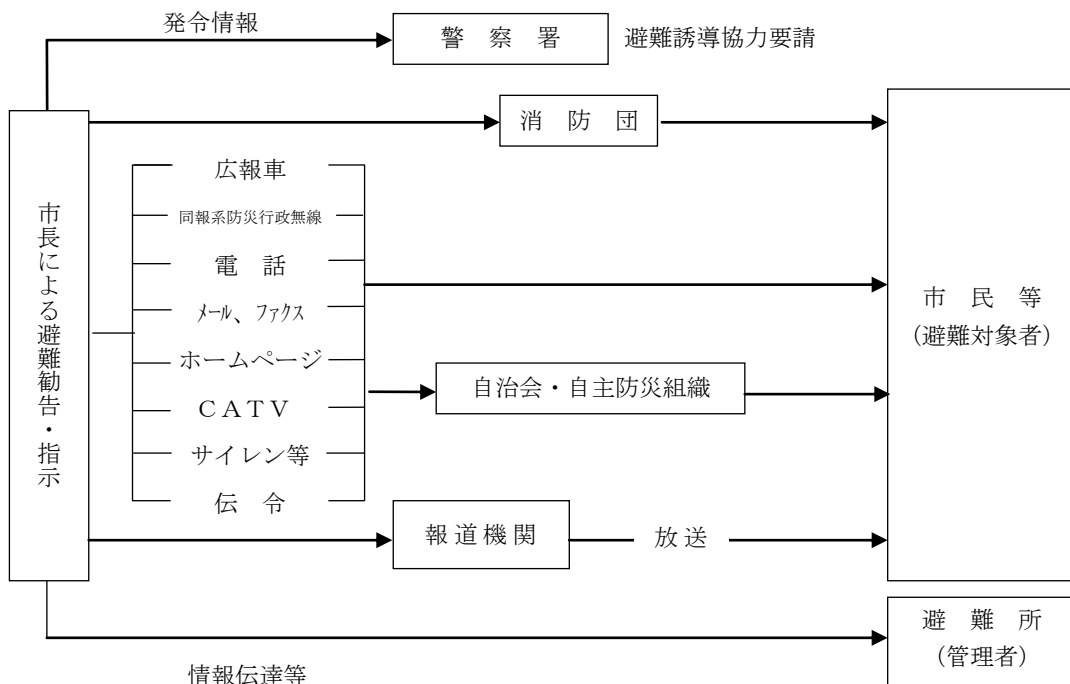 発令情報
警 察 署
避難誘導協力要請
消 防 団
市長による避難勧告・指示
広報車
同報系防災行政無線
電 話
ﾒｰﾙ、ﾌｧｸｽ
ホームページ
ＣＡＴＶ
サイレン等
伝 令
自治会・自主防災組織
報道機関
放送
市 民 等
（避難対象者）
避 難 所
（管理者）
情報伝達等